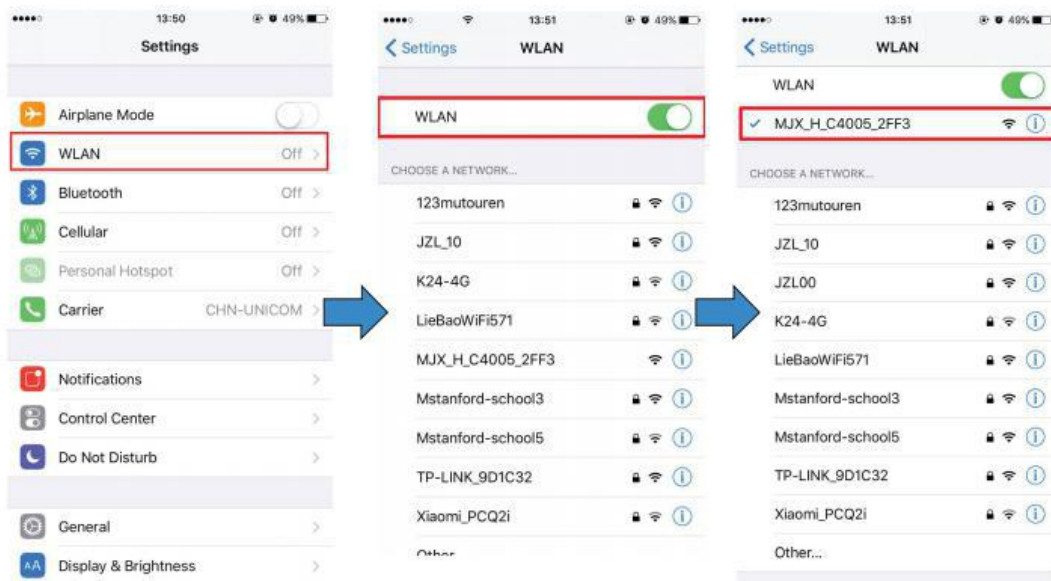 13:50
49%
Settings
Airplane Mode
WLAN Off
Bluetooth Off
Cellular Off
Personal Hotspot Off
Carrier CHN-UNICOM
Notifications
Control Center
Do Not Disturb
General
AA Display & Brightness
13:51
49%
Settings WLAN
WLAN
CHOOSE A NETWORK...
123mutouren
JZL_10
K24-4G
LieBaoWiFi571
MJX_H_C4005_2FF3
Mstanford-school3
Mstanford-school5
TP-LINK_9D1C32
Xiaomi_PCQ2i
Other...
13:51
49%
Settings WLAN
WLAN
MJX_H_C4005_2FF3
CHOOSE A NETWORK...
123mutouren
JZL_10
JZL00
K24-4G
LieBaoWiFi571
Mstanford-school3
Mstanford-school5
TP-LINK_9D1C32
Xiaomi_PCQ2i
Other...